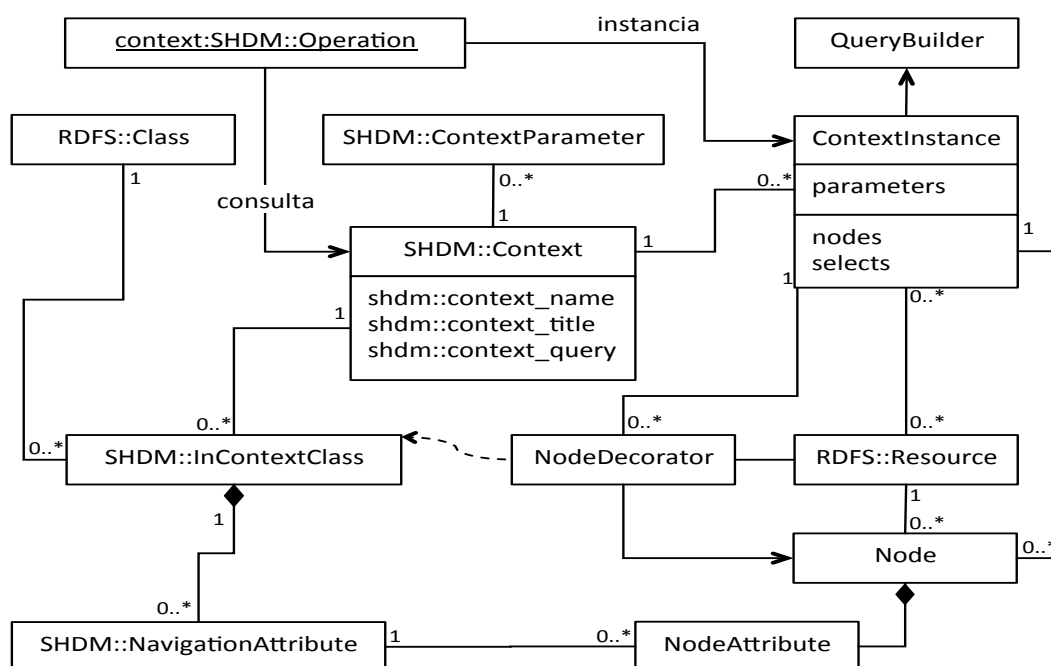 context:SHDM::Operation
instancia
QueryBuilder
RDFS::Class
SHDM::ContextParameter
ContextInstance
1
0..*
consulta
0..*
parameters
1
SHDM::Context
1
nodes
selects
1
1
0..*
shdm::context_name
shdm::context_title
shdm::context_query
1
0..*
0..*
0..*
0..*
SHDM::InContextClass
NodeDecorator
RDFS::Resource
1
1
0..*
Node
0..*
0..*
SHDM::NavigationAttribute
1
0..*
NodeAttribute